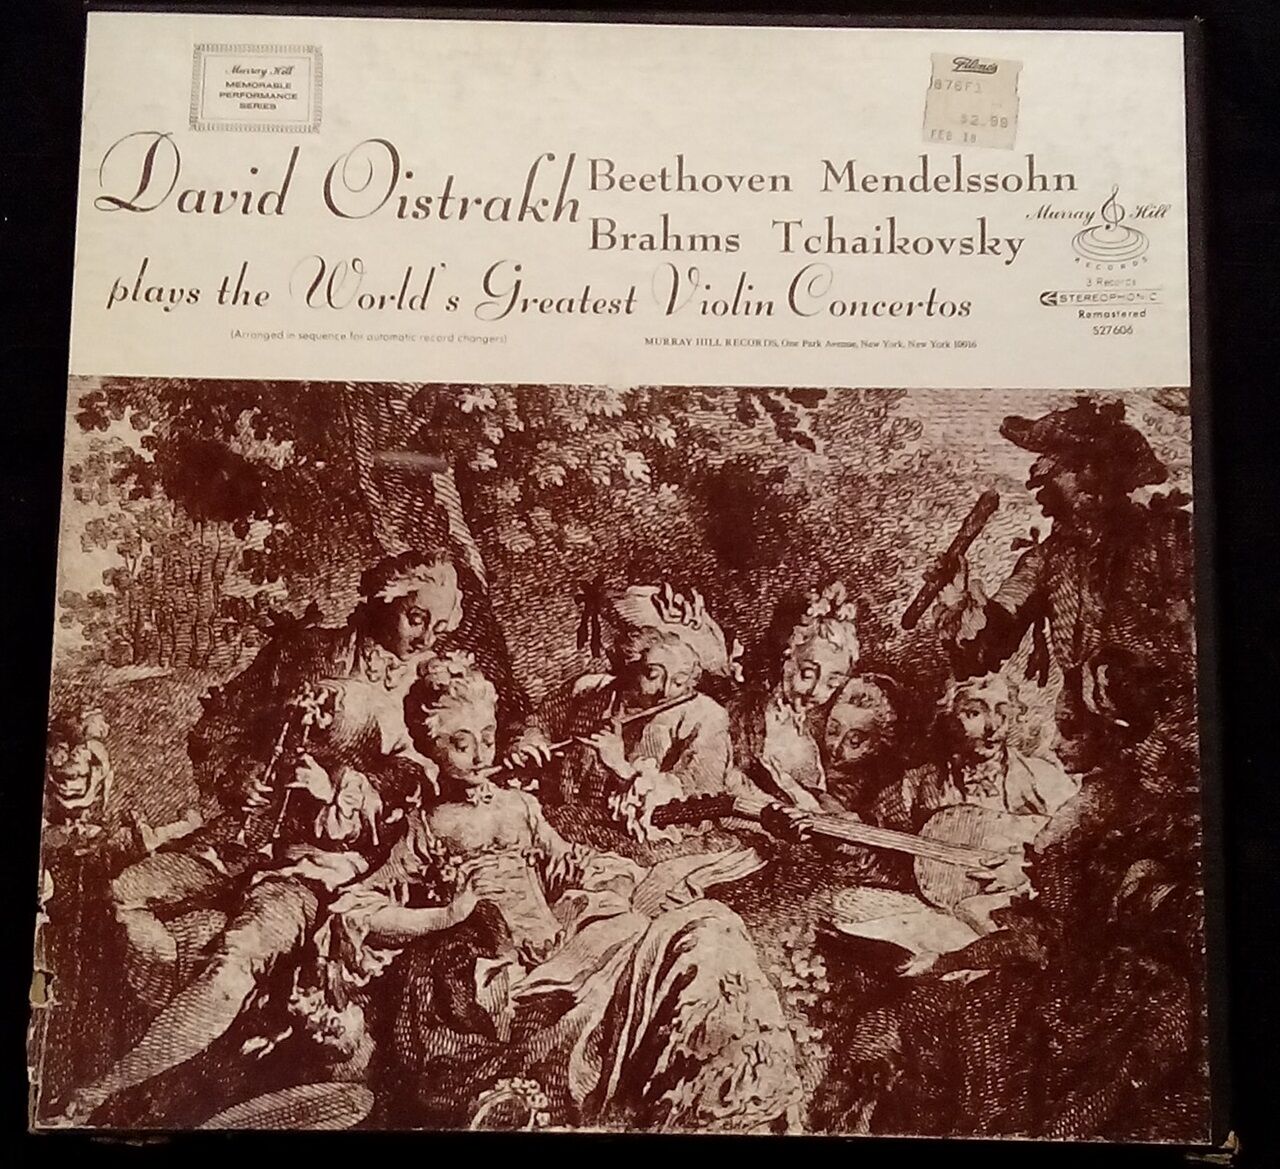 Murray Hill
MEMORABLE
PERFORMANCE
SERIES
Filene's
876F1
$2.99
FEB 18
David Oistrakh
Beethoven Mendelssohn
Brahms Tchaikovsky
plays the World's Greatest Violin Concertos
(Arranged in sequence for automatic record changers)
MURRAY HILL RECORDS, One Park Avenue, New York, New York 10016
Murray Hill
RECORDS
3 Records
STEREOPHONIC
Remastered
S27606